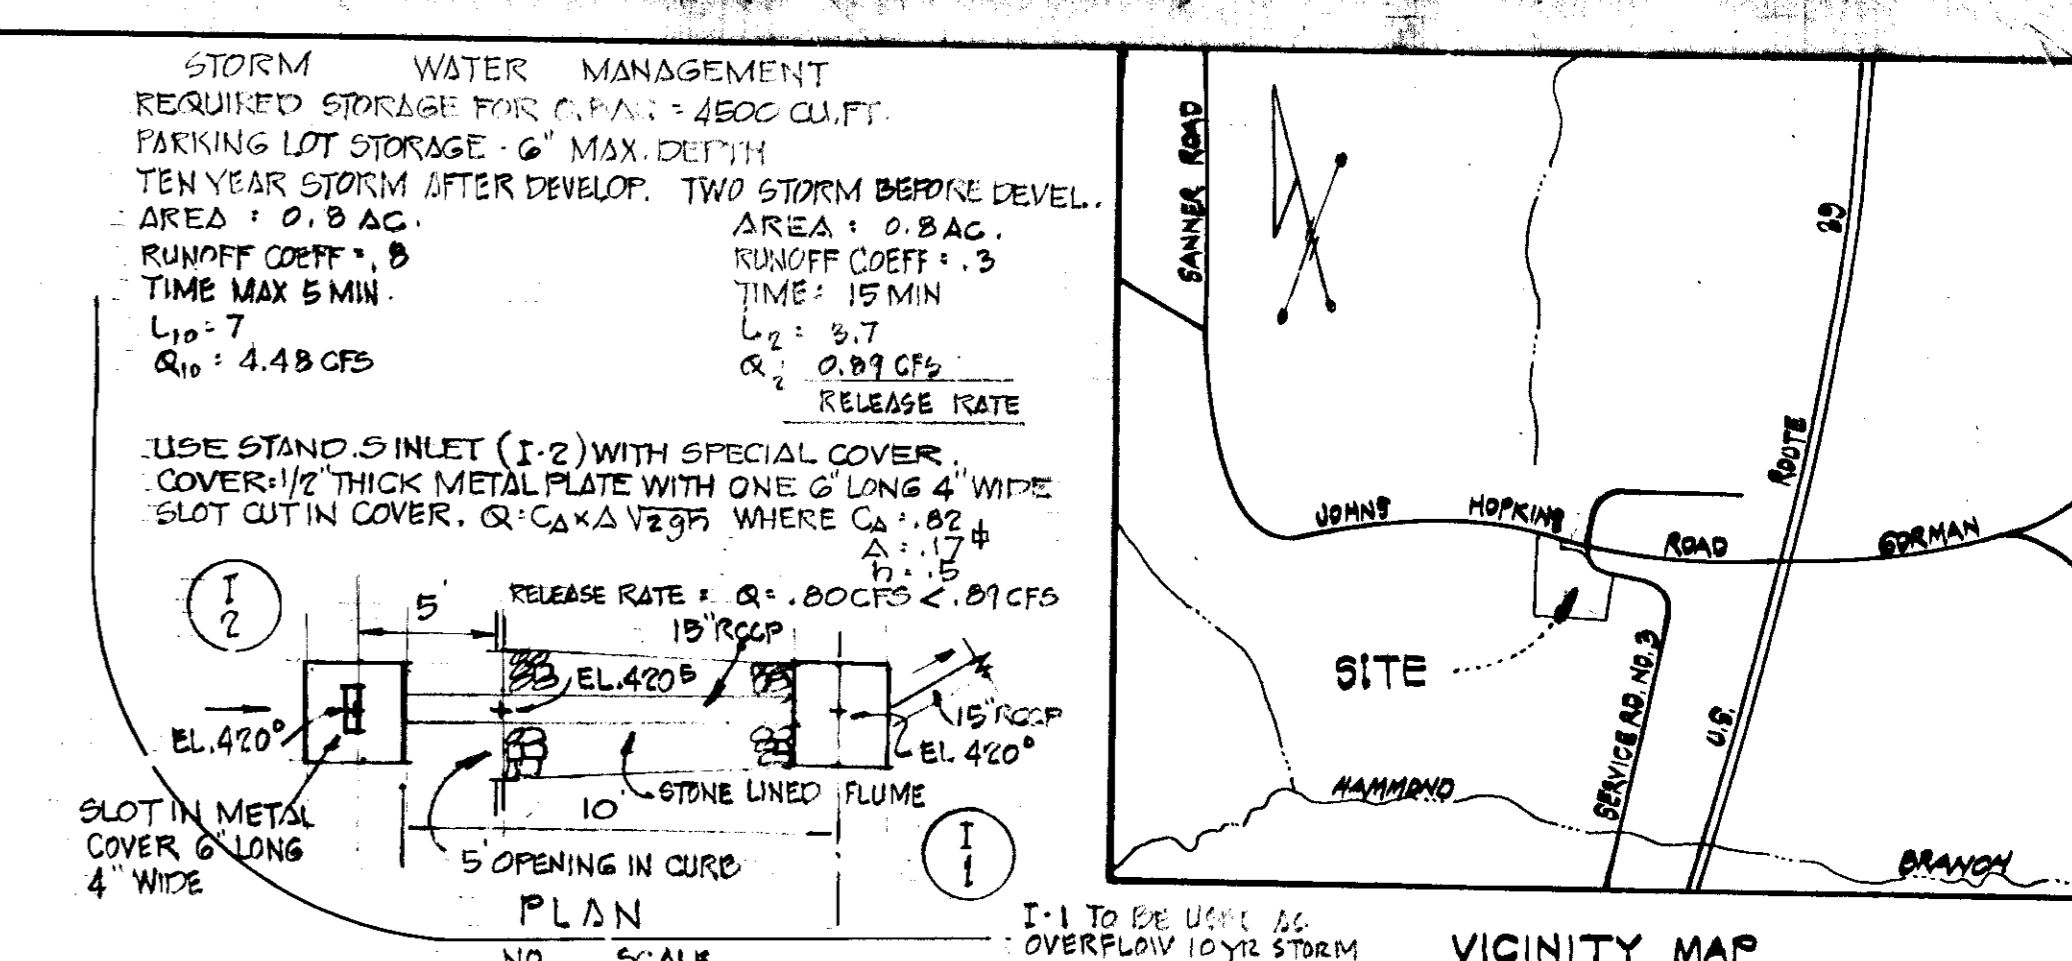 STORM WATER MANAGEMENT
REQUIRED STORAGE FOR = 4500 CU.FT.
PARKING LOT STORAGE - 6" MAX. DEPTH
TEN YEAR STORM AFTER DEVELOP.
AREA : 0.8 AC.
RUNOFF COEFF = .8
TIME MAX 5 MIN.
L10 = 7
Q10 : 4.48 CFS
TWO STORM BEFORE DEVEL..
AREA : 0.8 AC.
RUNOFF COEFF : .3
TIME : 15 MIN
L2 : 3.7
Q2 : 0.89 CFS
RELEASE RATE
USE STAND. S INLET (I-2) WITH SPECIAL COVER.
COVER: 1/2" THICK METAL PLATE WITH ONE 6" LONG 4" WIDE
SLOT CUT IN COVER. Q = CA x A √2gh WHERE CA = .82
A = .17
h = .5
RELEASE RATE = Q = .80 CFS < .89 CFS
I
2
5'
15" RCCP
EL. 420⁵
EL. 420⁰
15" RCCP
EL 420⁰
STONE LINED FLUME
10'
SLOT IN METAL
COVER 6" LONG
4" WIDE
5' OPENING IN CURB
I
1
PLAN
NO SCALE
I-1 TO BE AS
OVERFLOW 10 YR STORM
SANNER ROAD
29
ROUTE
U.S.
JOHNS HOPKINS ROAD
GORMAN
SITE
SERVICE RD. NO. 3
HAMMOND
BRANCH
VICINITY MAP